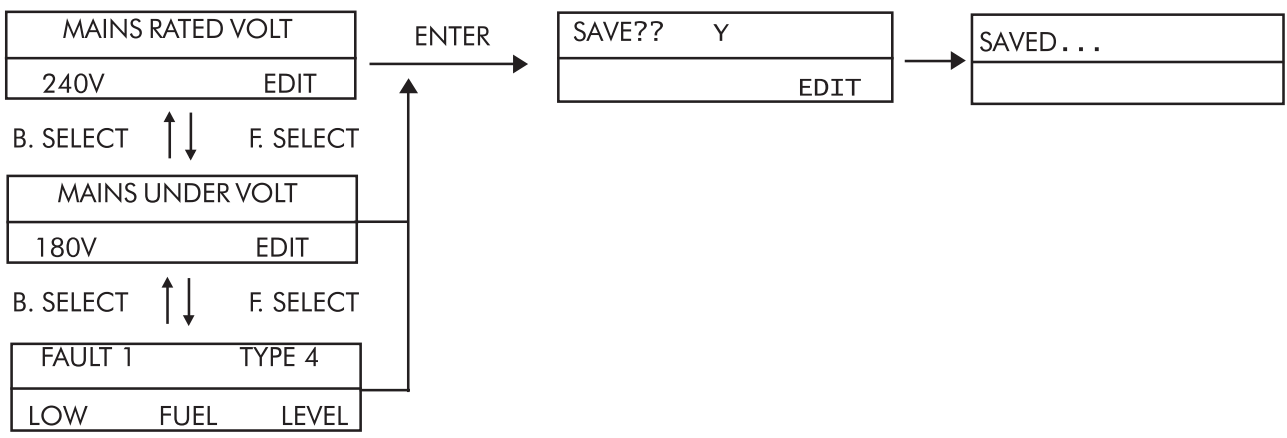 MAINS RATED VOLT
240V EDIT
ENTER
SAVE?? Y
EDIT
SAVED...
B. SELECT F. SELECT
MAINS UNDER VOLT
180V EDIT
B. SELECT F. SELECT
FAULT 1 TYPE 4
LOW FUEL LEVEL